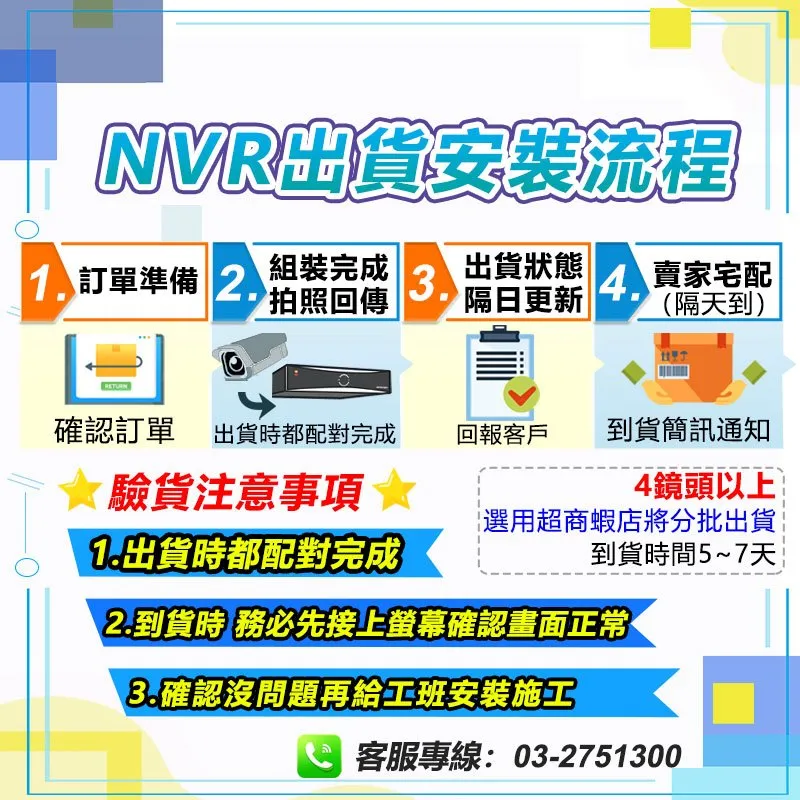 NVR出貨安裝流程
1. 訂單準備
2. 組裝完成
拍照回傳
3. 出貨狀態
隔日更新
4. 賣家宅配
(隔天到)
RETURN
確認訂單
出貨時都配對完成
回報客戶
到貨簡訊通知
驗貨注意事項
4鏡頭以上
選用超商蝦店將分批出貨
到貨時間5~7天
1.出貨時都配對完成
2.到貨時 務必先接上螢幕確認畫面正常
3.確認沒問題再給工班安裝施工
客服專線：03-2751300